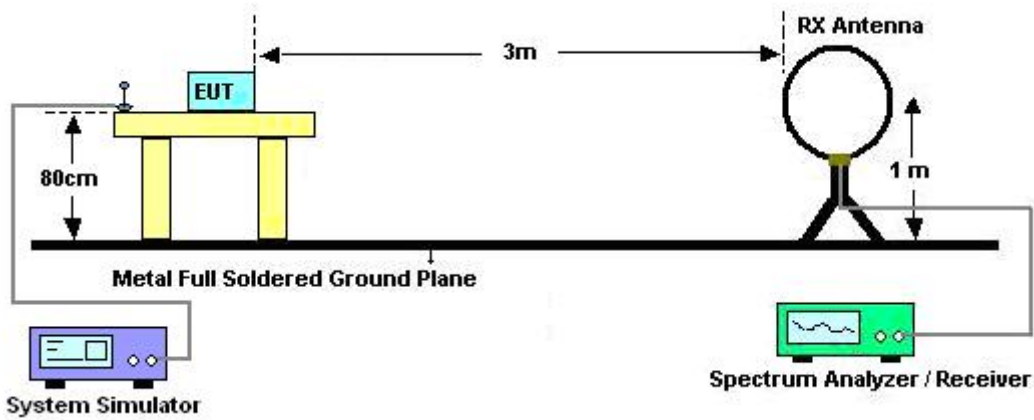 RX Antenna
3m
EUT
80cm
1 m
Metal Full Soldered Ground Plane
System Simulator
Spectrum Analyzer / Receiver